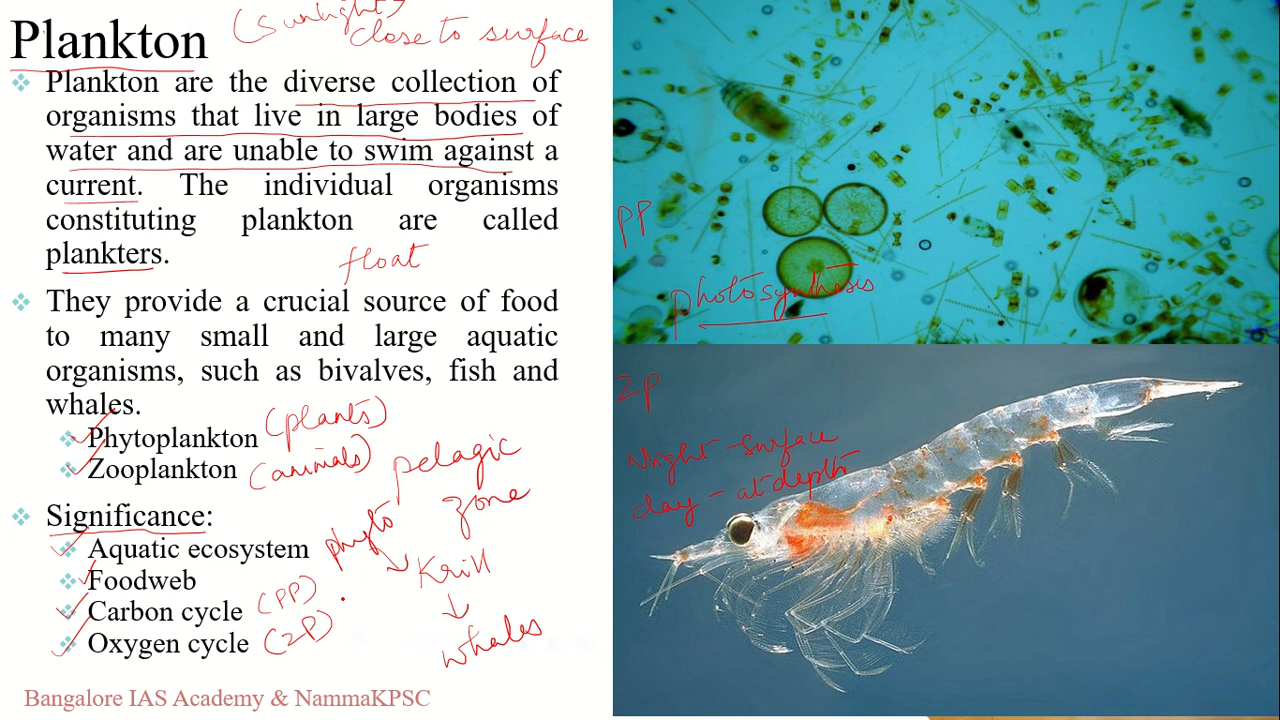 Plankton
(Sunlight)
close to surface
Plankton are the diverse collection of
organisms that live in large bodies of
water and are unable to swim against a
current. The individual organisms
constituting plankton are called
plankters.
float
They provide a crucial source of food
to many small and large aquatic
organisms, such as bivalves, fish and
whales.
Phytoplankton (plants)
Zooplankton (animals)
pelagic
zone
Significance:
Aquatic ecosystem
Foodweb
Carbon cycle (PP)
Oxygen cycle (ZP)
phyto
Krill
whales
Bangalore IAS Academy & NammaKPSC
PP
photosynthesis
ZP
Night - surface
day - at depth